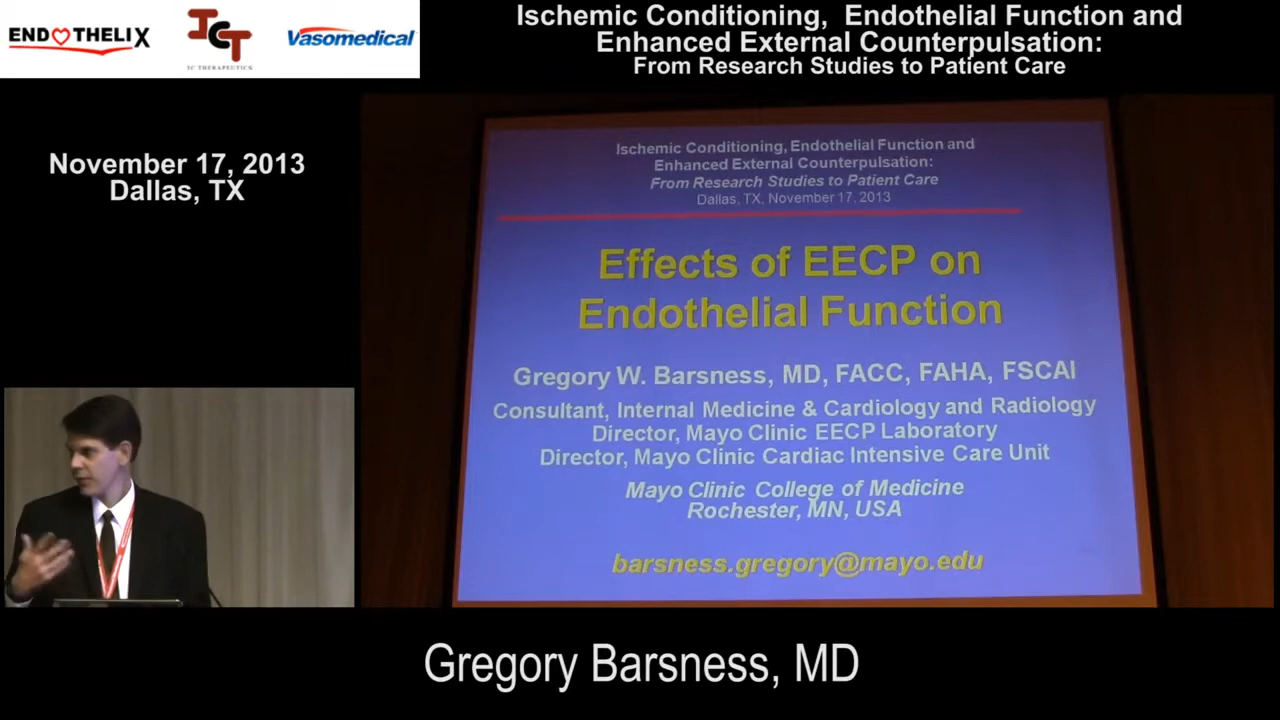 ENDOTHELIX
ICT
IC THERAPEUTICS
Vasomedical
Ischemic Conditioning, Endothelial Function and
Enhanced External Counterpulsation:
From Research Studies to Patient Care
November 17, 2013
Dallas, TX
Ischemic Conditioning, Endothelial Function and
Enhanced External Counterpulsation:
From Research Studies to Patient Care
Dallas, TX, November 17, 2013
Effects of EECP on
Endothelial Function
Gregory W. Barsness, MD, FACC, FAHA, FSCAI
Consultant, Internal Medicine & Cardiology and Radiology
Director, Mayo Clinic EECP Laboratory
Director, Mayo Clinic Cardiac Intensive Care Unit
Mayo Clinic College of Medicine
Rochester, MN, USA
barsness.gregory@mayo.edu
Gregory Barsness, MD